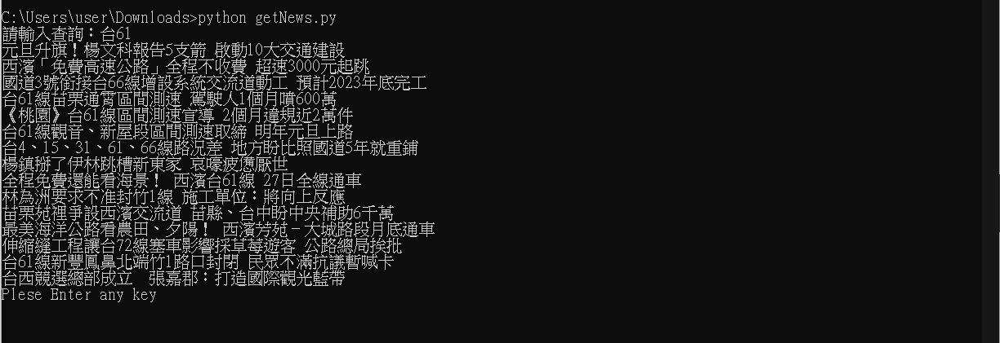 C:\Users\user\Downloads>python getNews.py
請輸入查詢：台61
元旦升旗！楊文科報告5支箭 啟動10大交通建設
西濱「免費高速公路」全程不收費 超速3000元起跳
國道3號銜接台66線增設系統交流道動工 預計2023年底完工
台61線苗栗通霄區間測速 駕駛人1個月噴600萬
《桃園》台61線區間測速宣導 2個月違規近2萬件
台61線觀音、新屋段區間測速取締 明年元旦上路
台4、15、31、61、66線路況差 地方盼比照國道5年就重鋪
楊鎮掰了伊林跳槽新東家 哀嚎疲憊厭世
全程免費還能看海景！ 西濱台61線 27日全線通車
林為洲要求不准封竹1線 施工單位：將向上反應
苗栗苑裡爭設西濱交流道 苗縣、台中盼中央補助6千萬
最美海洋公路看農田、夕陽！ 西濱芳苑－大城路段月底通車
伸縮縫工程讓台72線塞車影響採草莓遊客 公路總局挨批
台61線新豐鳳鼻北端竹1路口封閉 民眾不滿抗議暫喊卡
台西競選總部成立　張嘉郡：打造國際觀光藍帶
Plese Enter any key